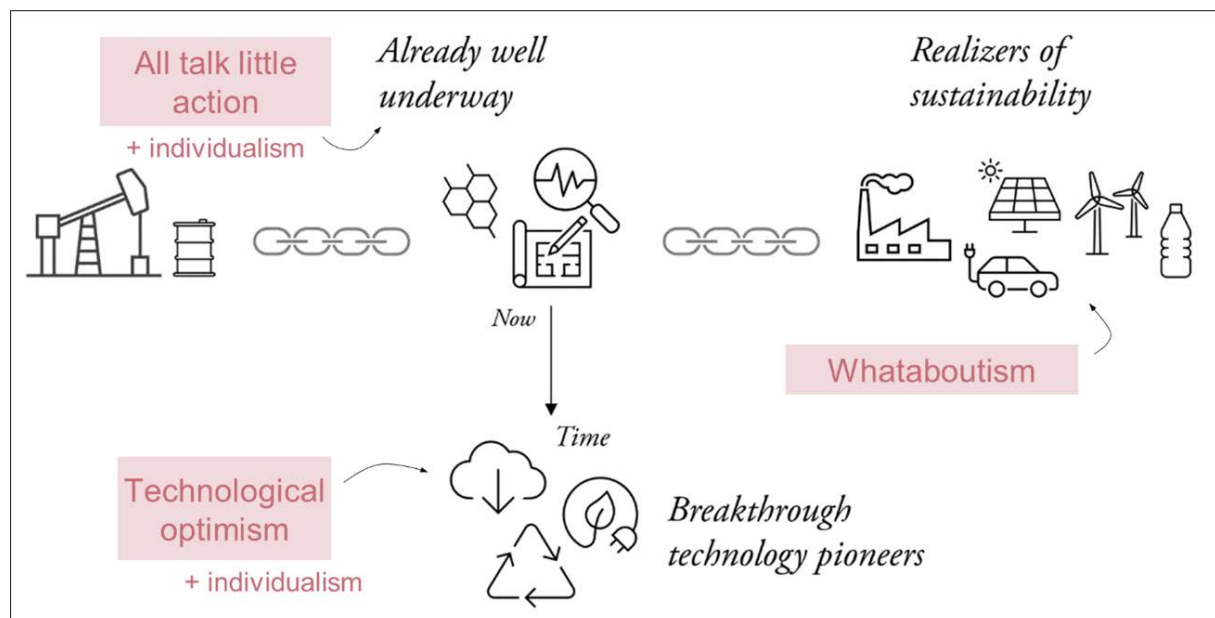 All talk little
action
+ individualism
Already well
underway
Realizers of
sustainability
Now
Whataboutism
Time
Technological
optimism
+ individualism
Breakthrough
technology pioneers